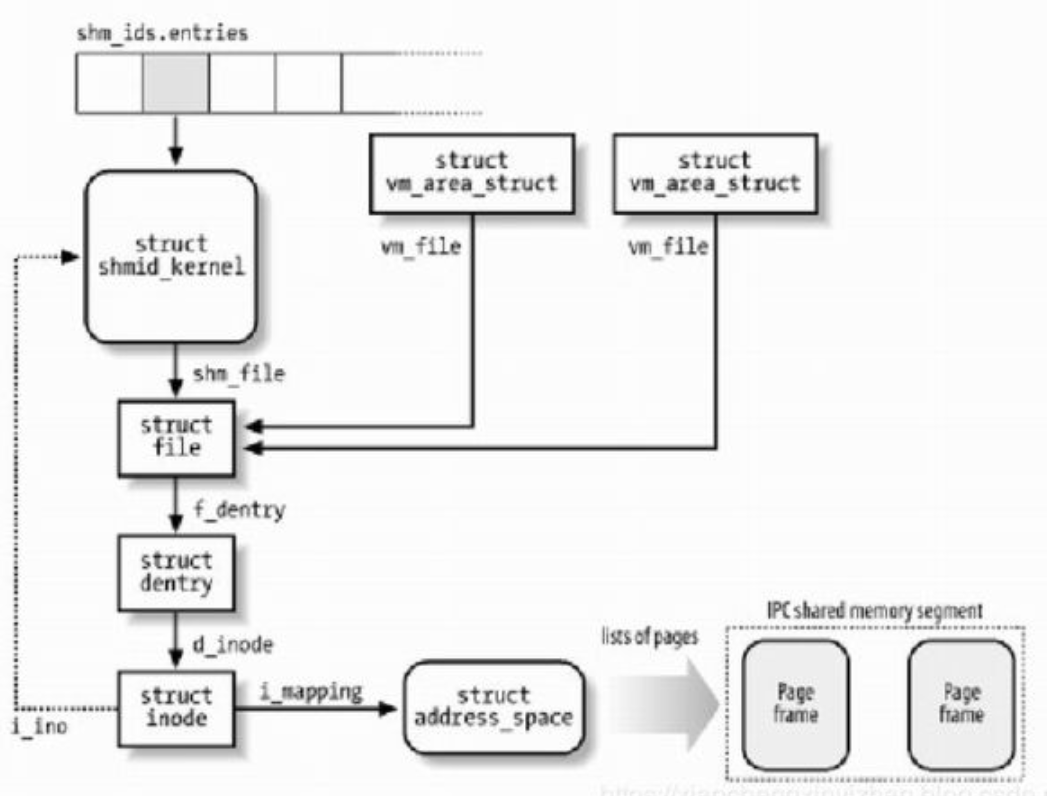 shm_ids.entries
struct
vm_area_struct
struct
vm_area_struct
struct
shmid_kernel
vm_file
vm_file
shm_file
struct
file
f_dentry
struct
dentry
d_inode
struct
inode
i_ino
i_mapping
struct
address_space
lists of pages
IPC shared memory segment
Page
frame
Page
frame